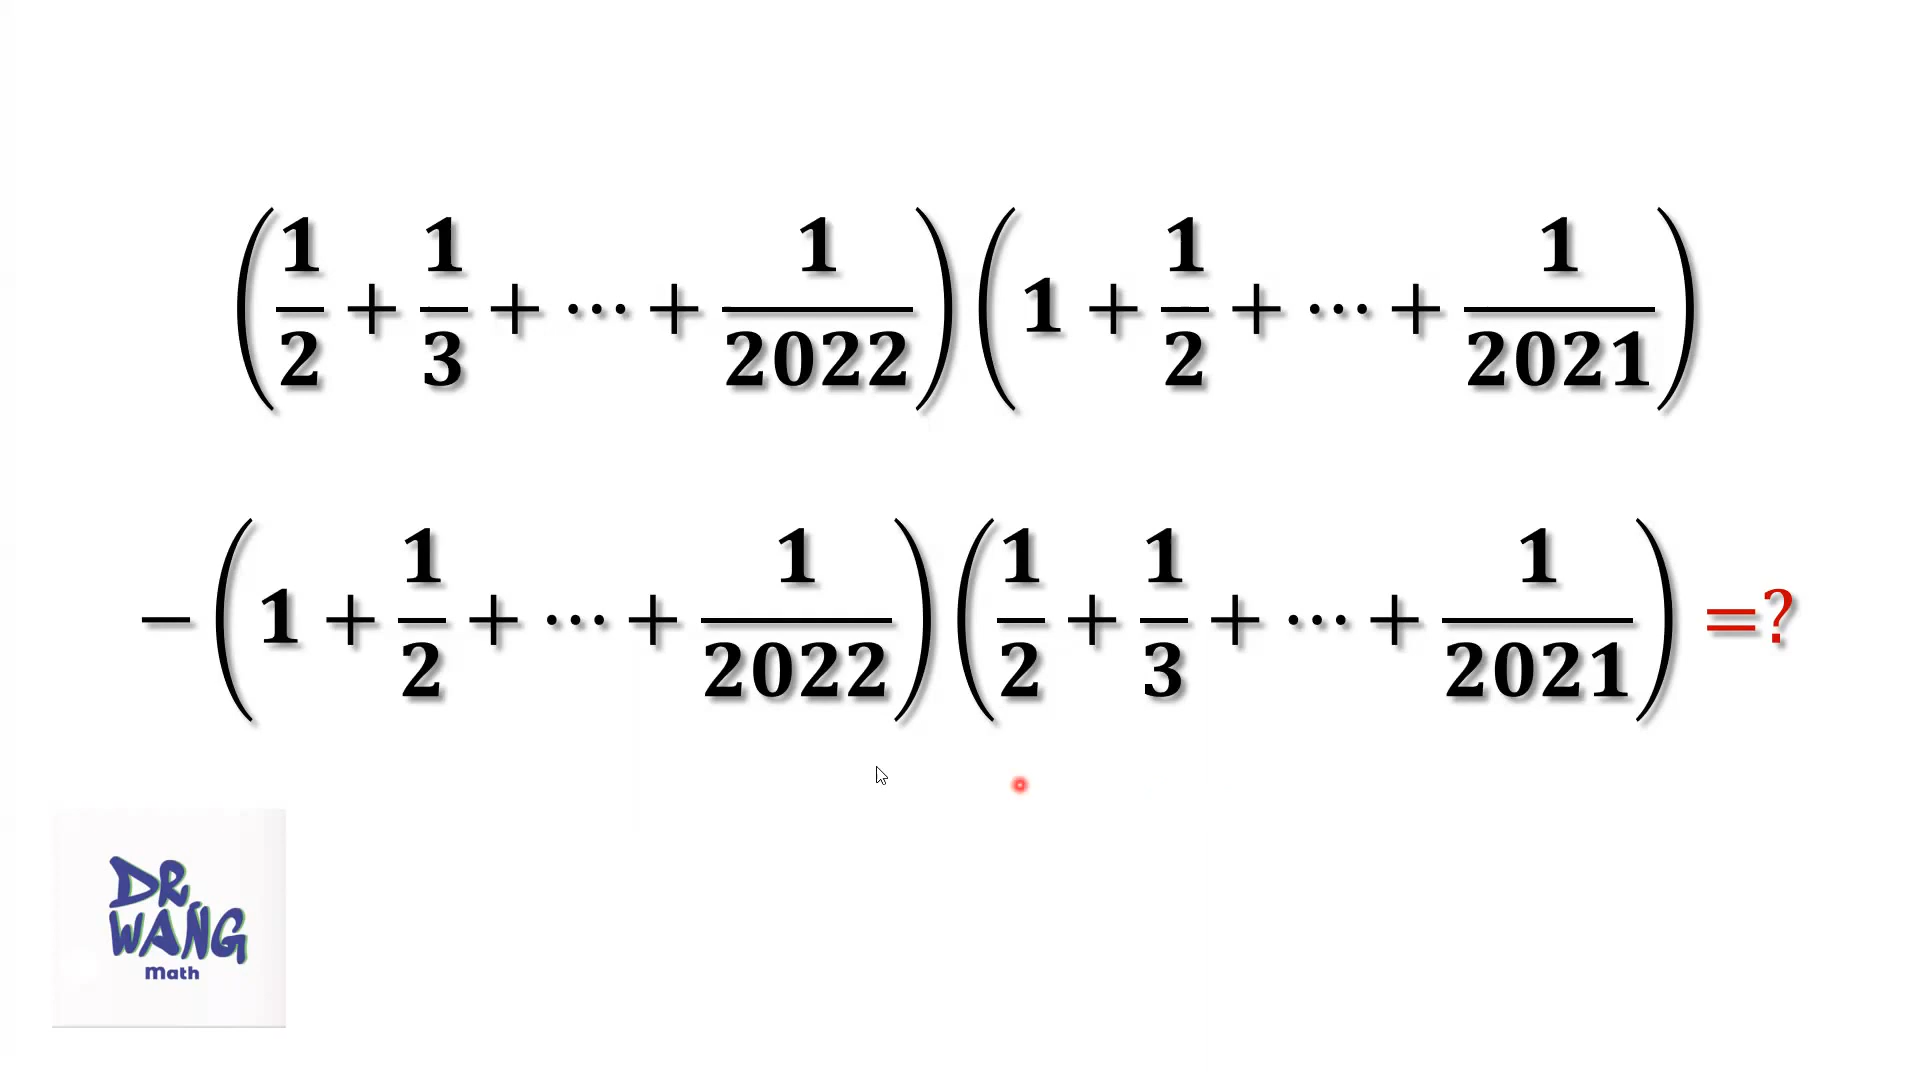 (1/2 + 1/3 + ⋯ + 1/2022)(1 + 1/2 + ⋯ + 1/2021)
−(1 + 1/2 + ⋯ + 1/2022)(1/2 + 1/3 + ⋯ + 1/2021) =?
DR.
WANG
Math